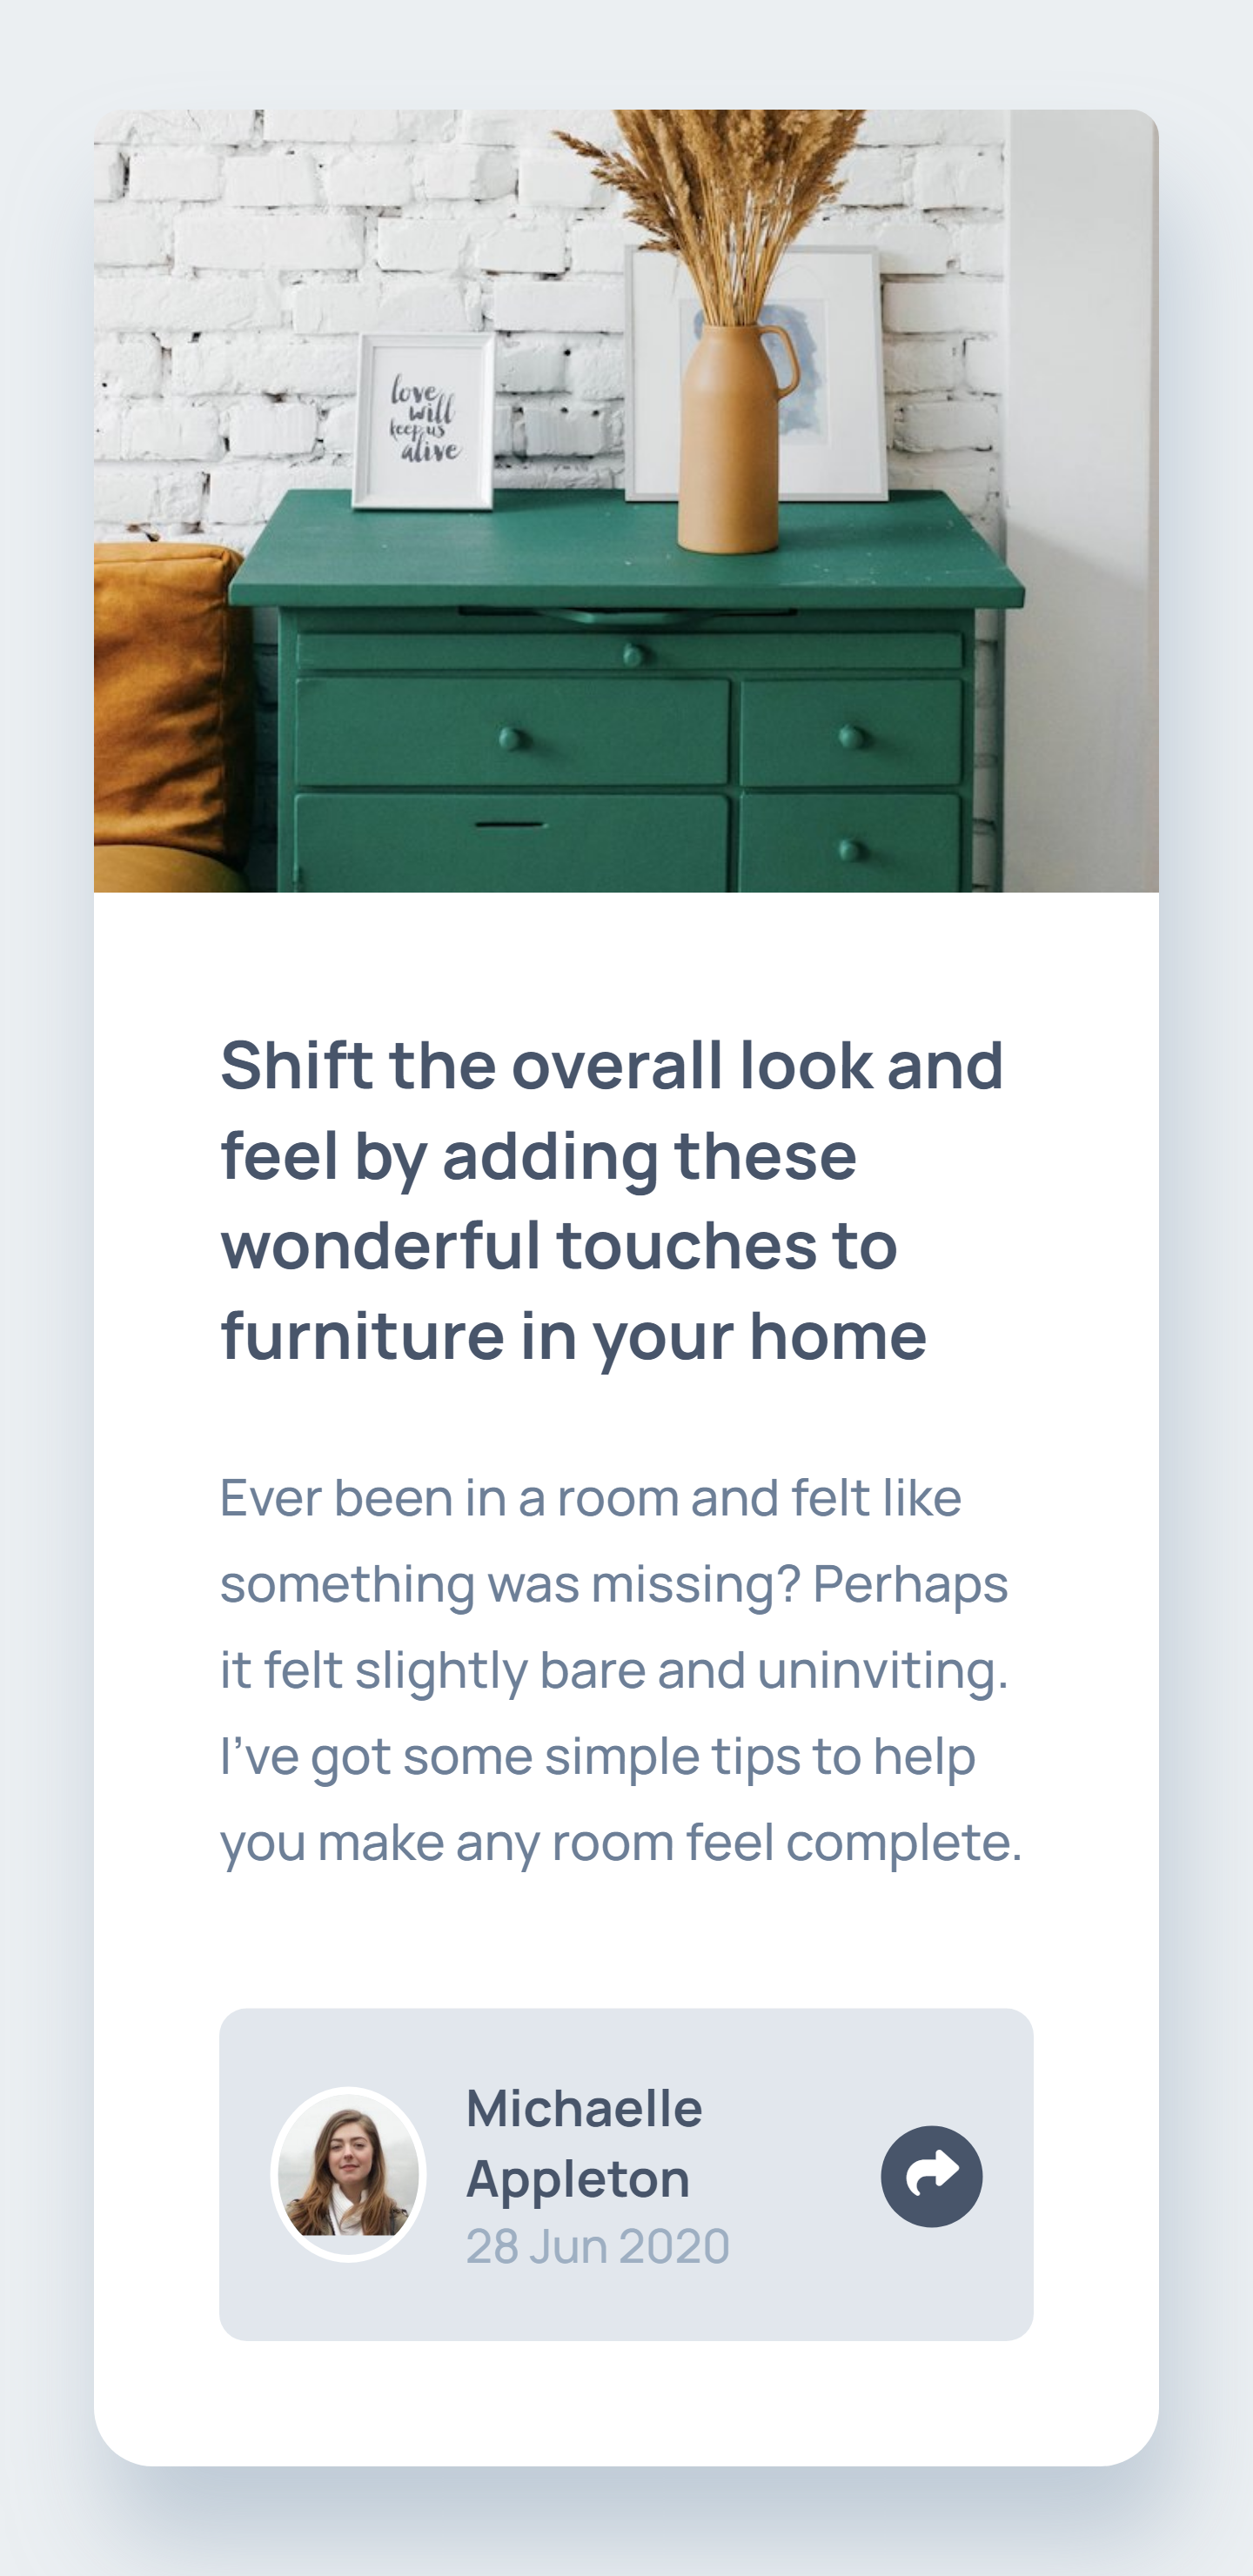 love
will
keep us
alive
Shift the overall look and
feel by adding these
wonderful touches to
furniture in your home
Ever been in a room and felt like
something was missing? Perhaps
it felt slightly bare and uninviting.
I’ve got some simple tips to help
you make any room feel complete.
Michaelle
Appleton
28 Jun 2020